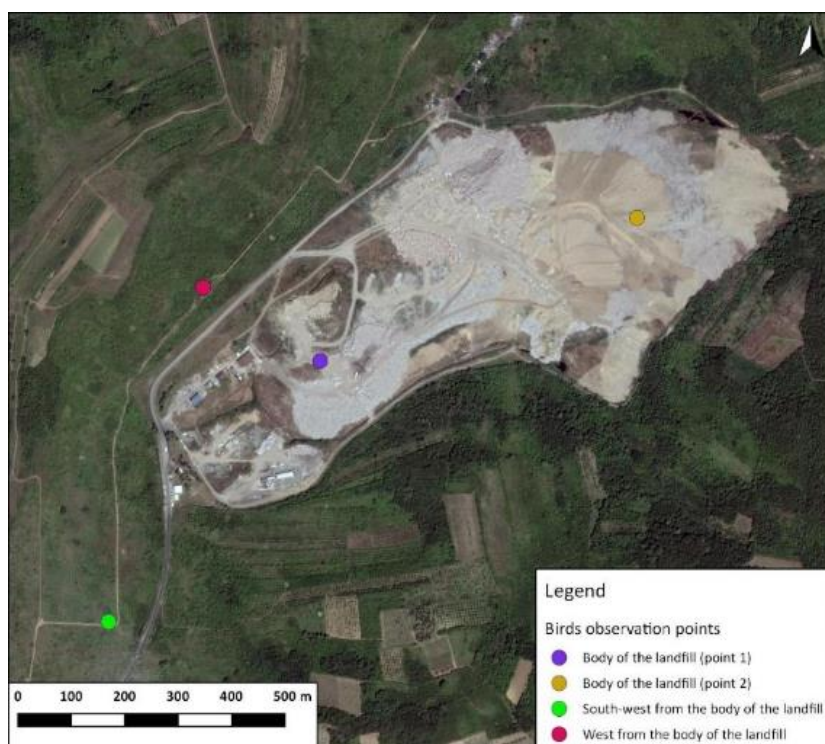 Legend
Birds observation points
Body of the landfill (point 1)
Body of the landfill (point 2)
South-west from the body of the landfill
West from the body of the landfill
0 100 200 300 400 500 m